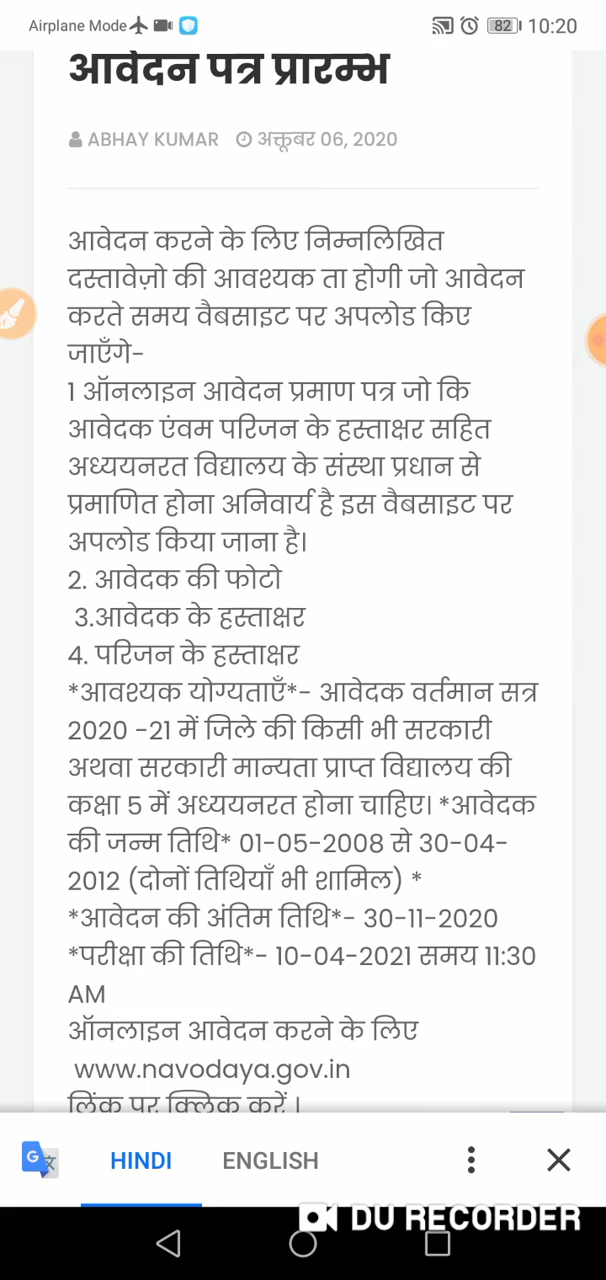 Airplane Mode 82 10:20
आवेदन पत्र प्रारम्भ
ABHAY KUMAR अक्तूबर 06, 2020
आवेदन करने के लिए निम्नलिखित
दस्तावेज़ो की आवश्यक ता होगी जो आवेदन
करते समय वैबसाइट पर अपलोड किए
जाएँगे-
1 ऑनलाइन आवेदन प्रमाण पत्र जो कि
आवेदक एंवम परिजन के हस्ताक्षर सहित
अध्ययनरत विद्यालय के संस्था प्रधान से
प्रमाणित होना अनिवार्य है इस वैबसाइट पर
अपलोड किया जाना है।
2. आवेदक की फोटो
3.आवेदक के हस्ताक्षर
4. परिजन के हस्ताक्षर
*आवश्यक योग्यताएँ*- आवेदक वर्तमान सत्र
2020 -21 में जिले की किसी भी सरकारी
अथवा सरकारी मान्यता प्राप्त विद्यालय की
कक्षा 5 में अध्ययनरत होना चाहिए। *आवेदक
की जन्म तिथि* 01-05-2008 से 30-04-
2012 (दोनों तिथियाँ भी शामिल) *
*आवेदन की अंतिम तिथि*- 30-11-2020
*परीक्षा की तिथि*- 10-04-2021 समय 11:30
AM
ऑनलाइन आवेदन करने के लिए
www.navodaya.gov.in
लिंक पर क्लिक करें ।
HINDI ENGLISH
DU RECORDER